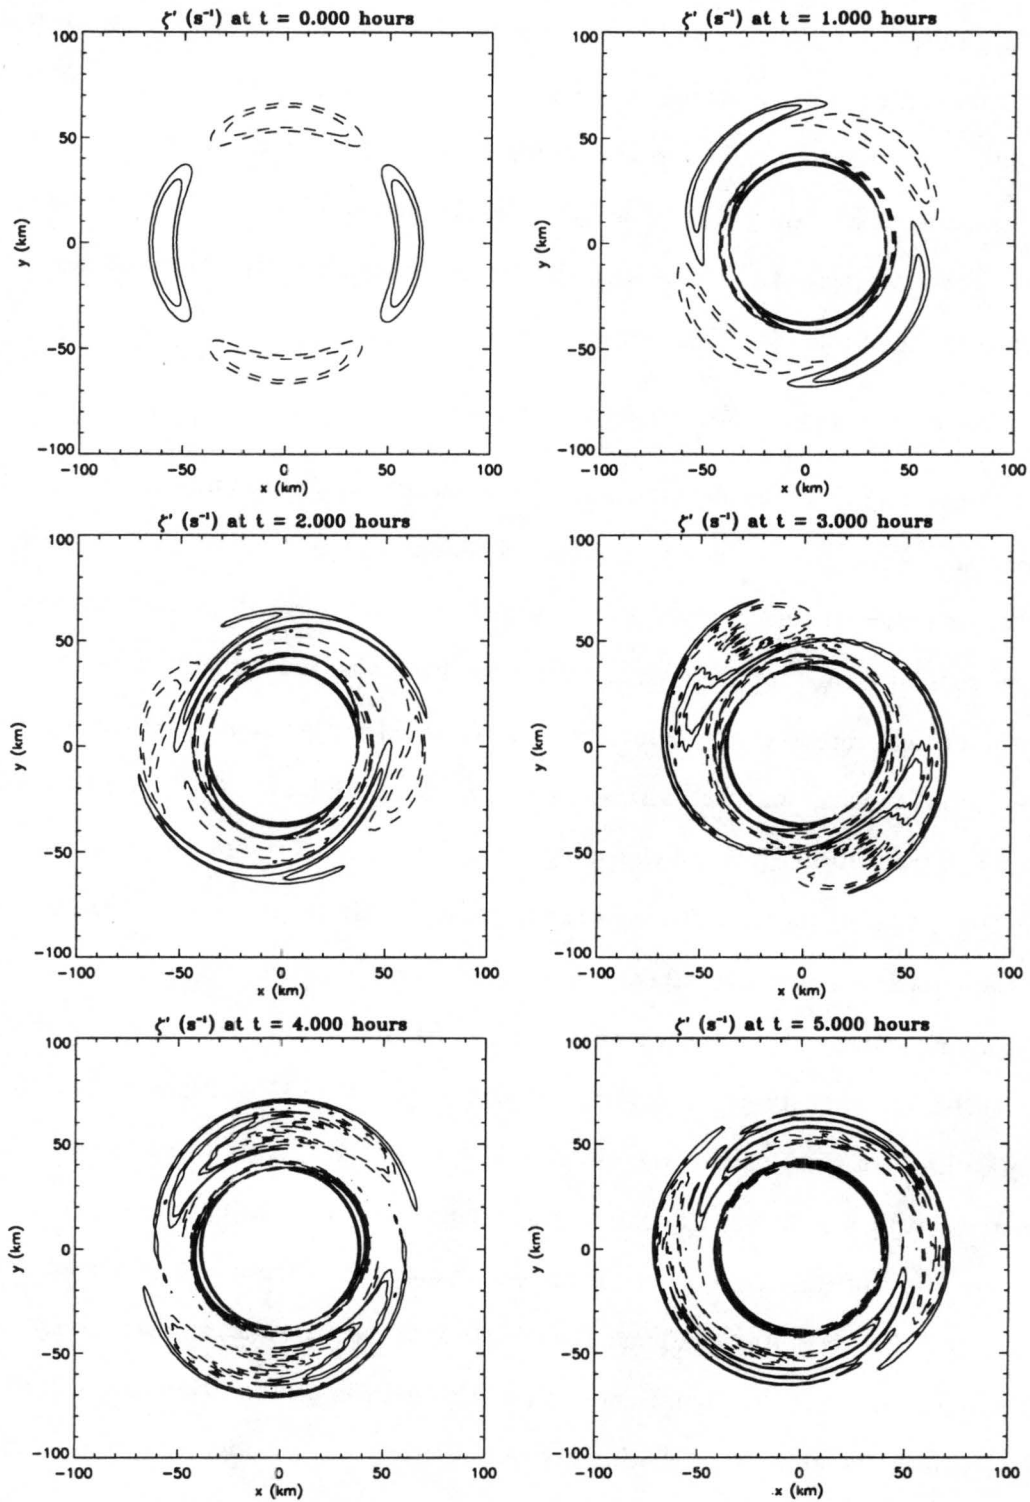 ζ' (s⁻¹) at t = 0.000 hours
100
50
0
−50
−100
y (km)
−100 −50 0 50 100
x (km)
ζ' (s⁻¹) at t = 1.000 hours
100
50
0
−50
−100
y (km)
−100 −50 0 50 100
x (km)
ζ' (s⁻¹) at t = 2.000 hours
100
50
0
−50
−100
y (km)
−100 −50 0 50 100
x (km)
ζ' (s⁻¹) at t = 3.000 hours
100
50
0
−50
−100
y (km)
−100 −50 0 50 100
x (km)
ζ' (s⁻¹) at t = 4.000 hours
100
50
0
−50
−100
y (km)
−100 −50 0 50 100
x (km)
ζ' (s⁻¹) at t = 5.000 hours
100
50
0
−50
−100
y (km)
−100 −50 0 50 100
x (km)